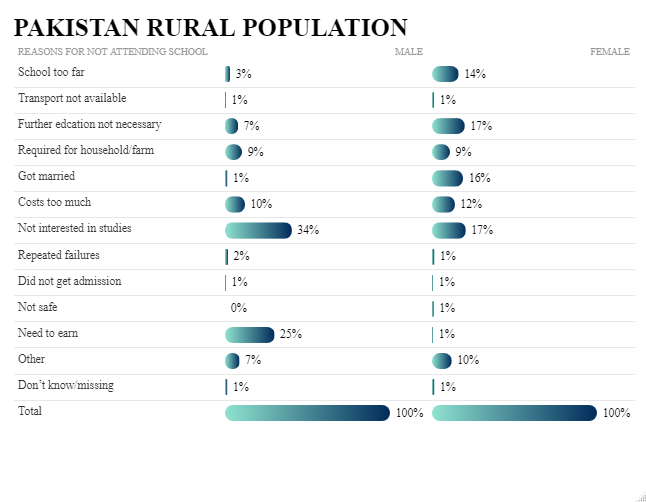 PAKISTAN RURAL POPULATION
REASONS FOR NOT ATTENDING SCHOOL MALE FEMALE
School too far 3% 14%
Transport not available 1% 1%
Further edcation not necessary 7% 17%
Required for household/farm 9% 9%
Got married 1% 16%
Costs too much 10% 12%
Not interested in studies 34% 17%
Repeated failures 2% 1%
Did not get admission 1% 1%
Not safe 0% 1%
Need to earn 25% 1%
Other 7% 10%
Don’t know/missing 1% 1%
Total 100% 100%